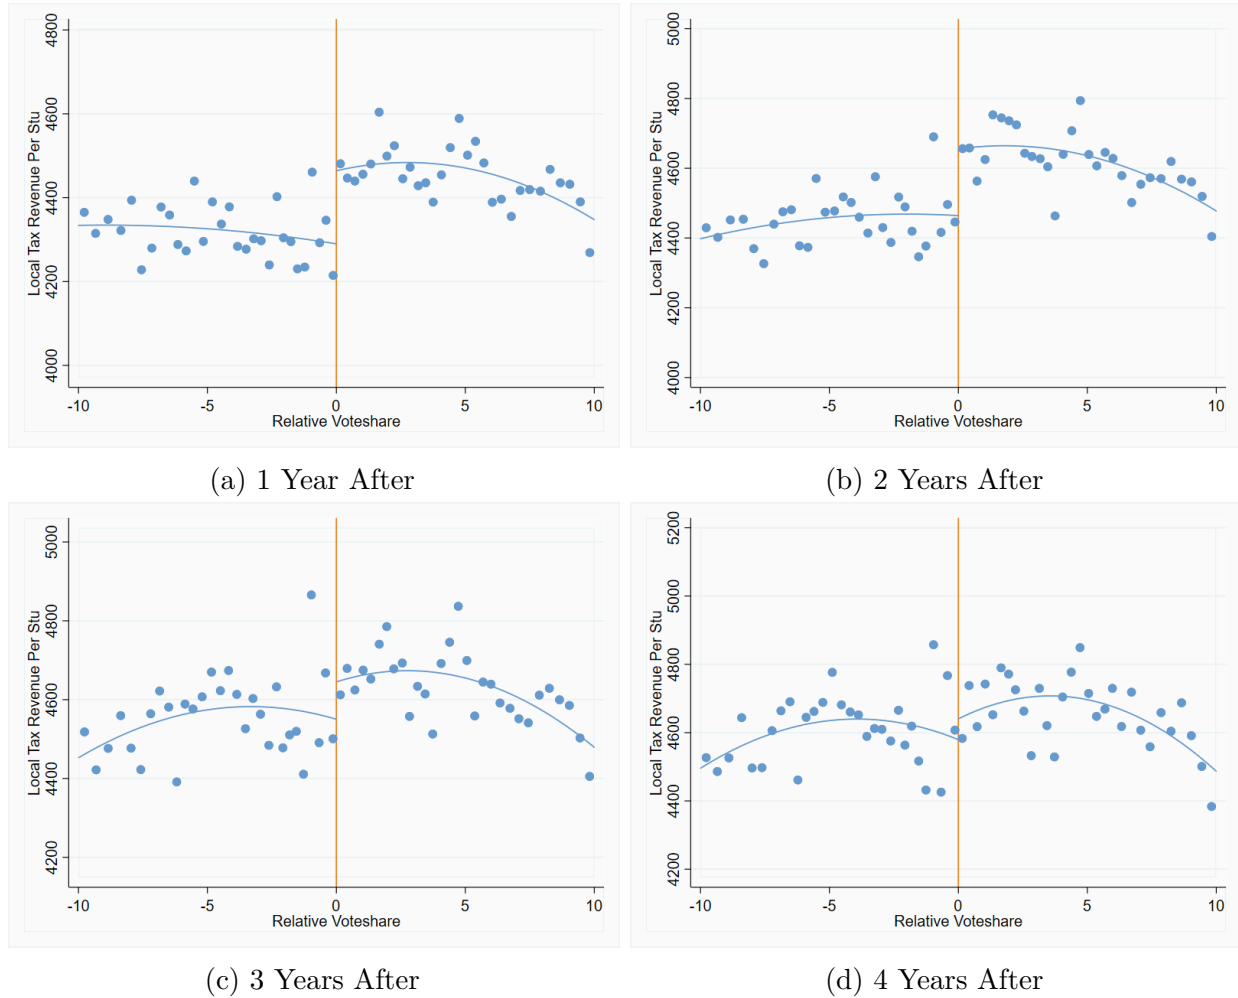 Local Tax Revenue Per Stu
4800
4600
4400
4200
4000
-10 -5 0 5 10
Relative Voteshare
(a) 1 Year After
Local Tax Revenue Per Stu
5000
4800
4600
4400
4200
4000
-10 -5 0 5 10
Relative Voteshare
(b) 2 Years After
Local Tax Revenue Per Stu
5000
4800
4600
4400
4200
-10 -5 0 5 10
Relative Voteshare
(c) 3 Years After
Local Tax Revenue Per Stu
5200
5000
4800
4600
4400
4200
-10 -5 0 5 10
Relative Voteshare
(d) 4 Years After